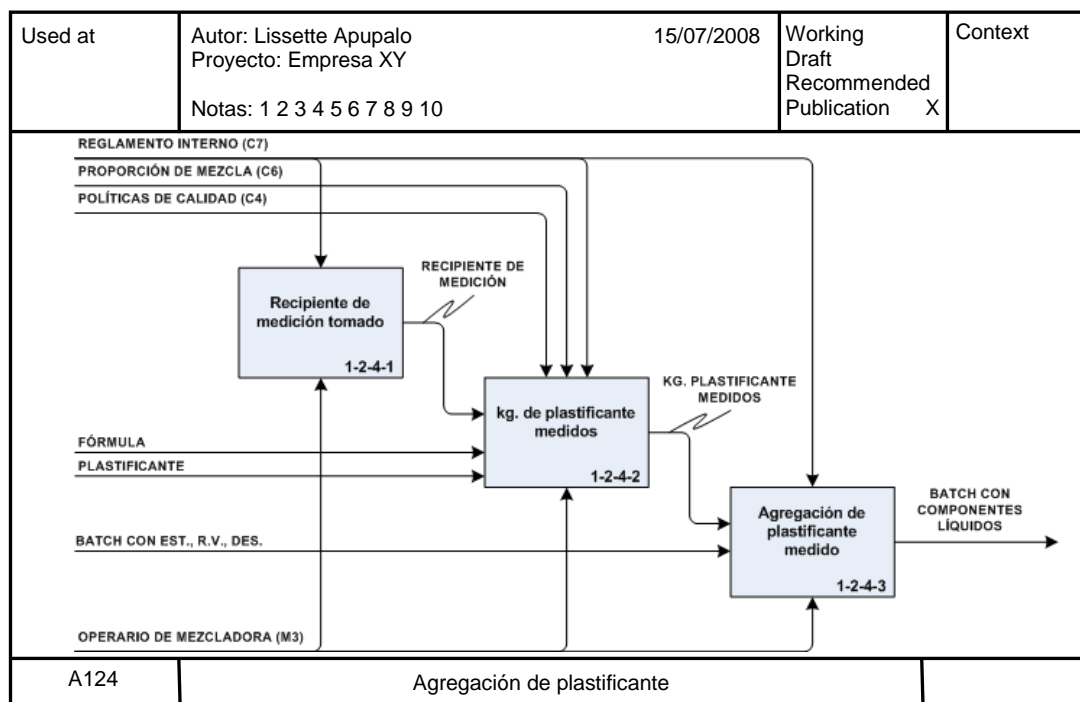 Used at
Autor: Lissette Apupalo 15/07/2008
Proyecto: Empresa XY
Notas: 1 2 3 4 5 6 7 8 9 10
Working
Draft
Recommended
Publication X
Context
REGLAMENTO INTERNO (C7)
PROPORCIÓN DE MEZCLA (C6)
POLÍTICAS DE CALIDAD (C4)
RECIPIENTE DE
MEDICIÓN
Recipiente de
medición tomado
1-2-4-1
KG. PLASTIFICANTE
MEDIDOS
kg. de plastificante
medidos
1-2-4-2
FÓRMULA
PLASTIFICANTE
BATCH CON
COMPONENTES
LÍQUIDOS
Agregación de
plastificante
medido
1-2-4-3
BATCH CON EST., R.V., DES.
OPERARIO DE MEZCLADORA (M3)
A124
Agregación de plastificante